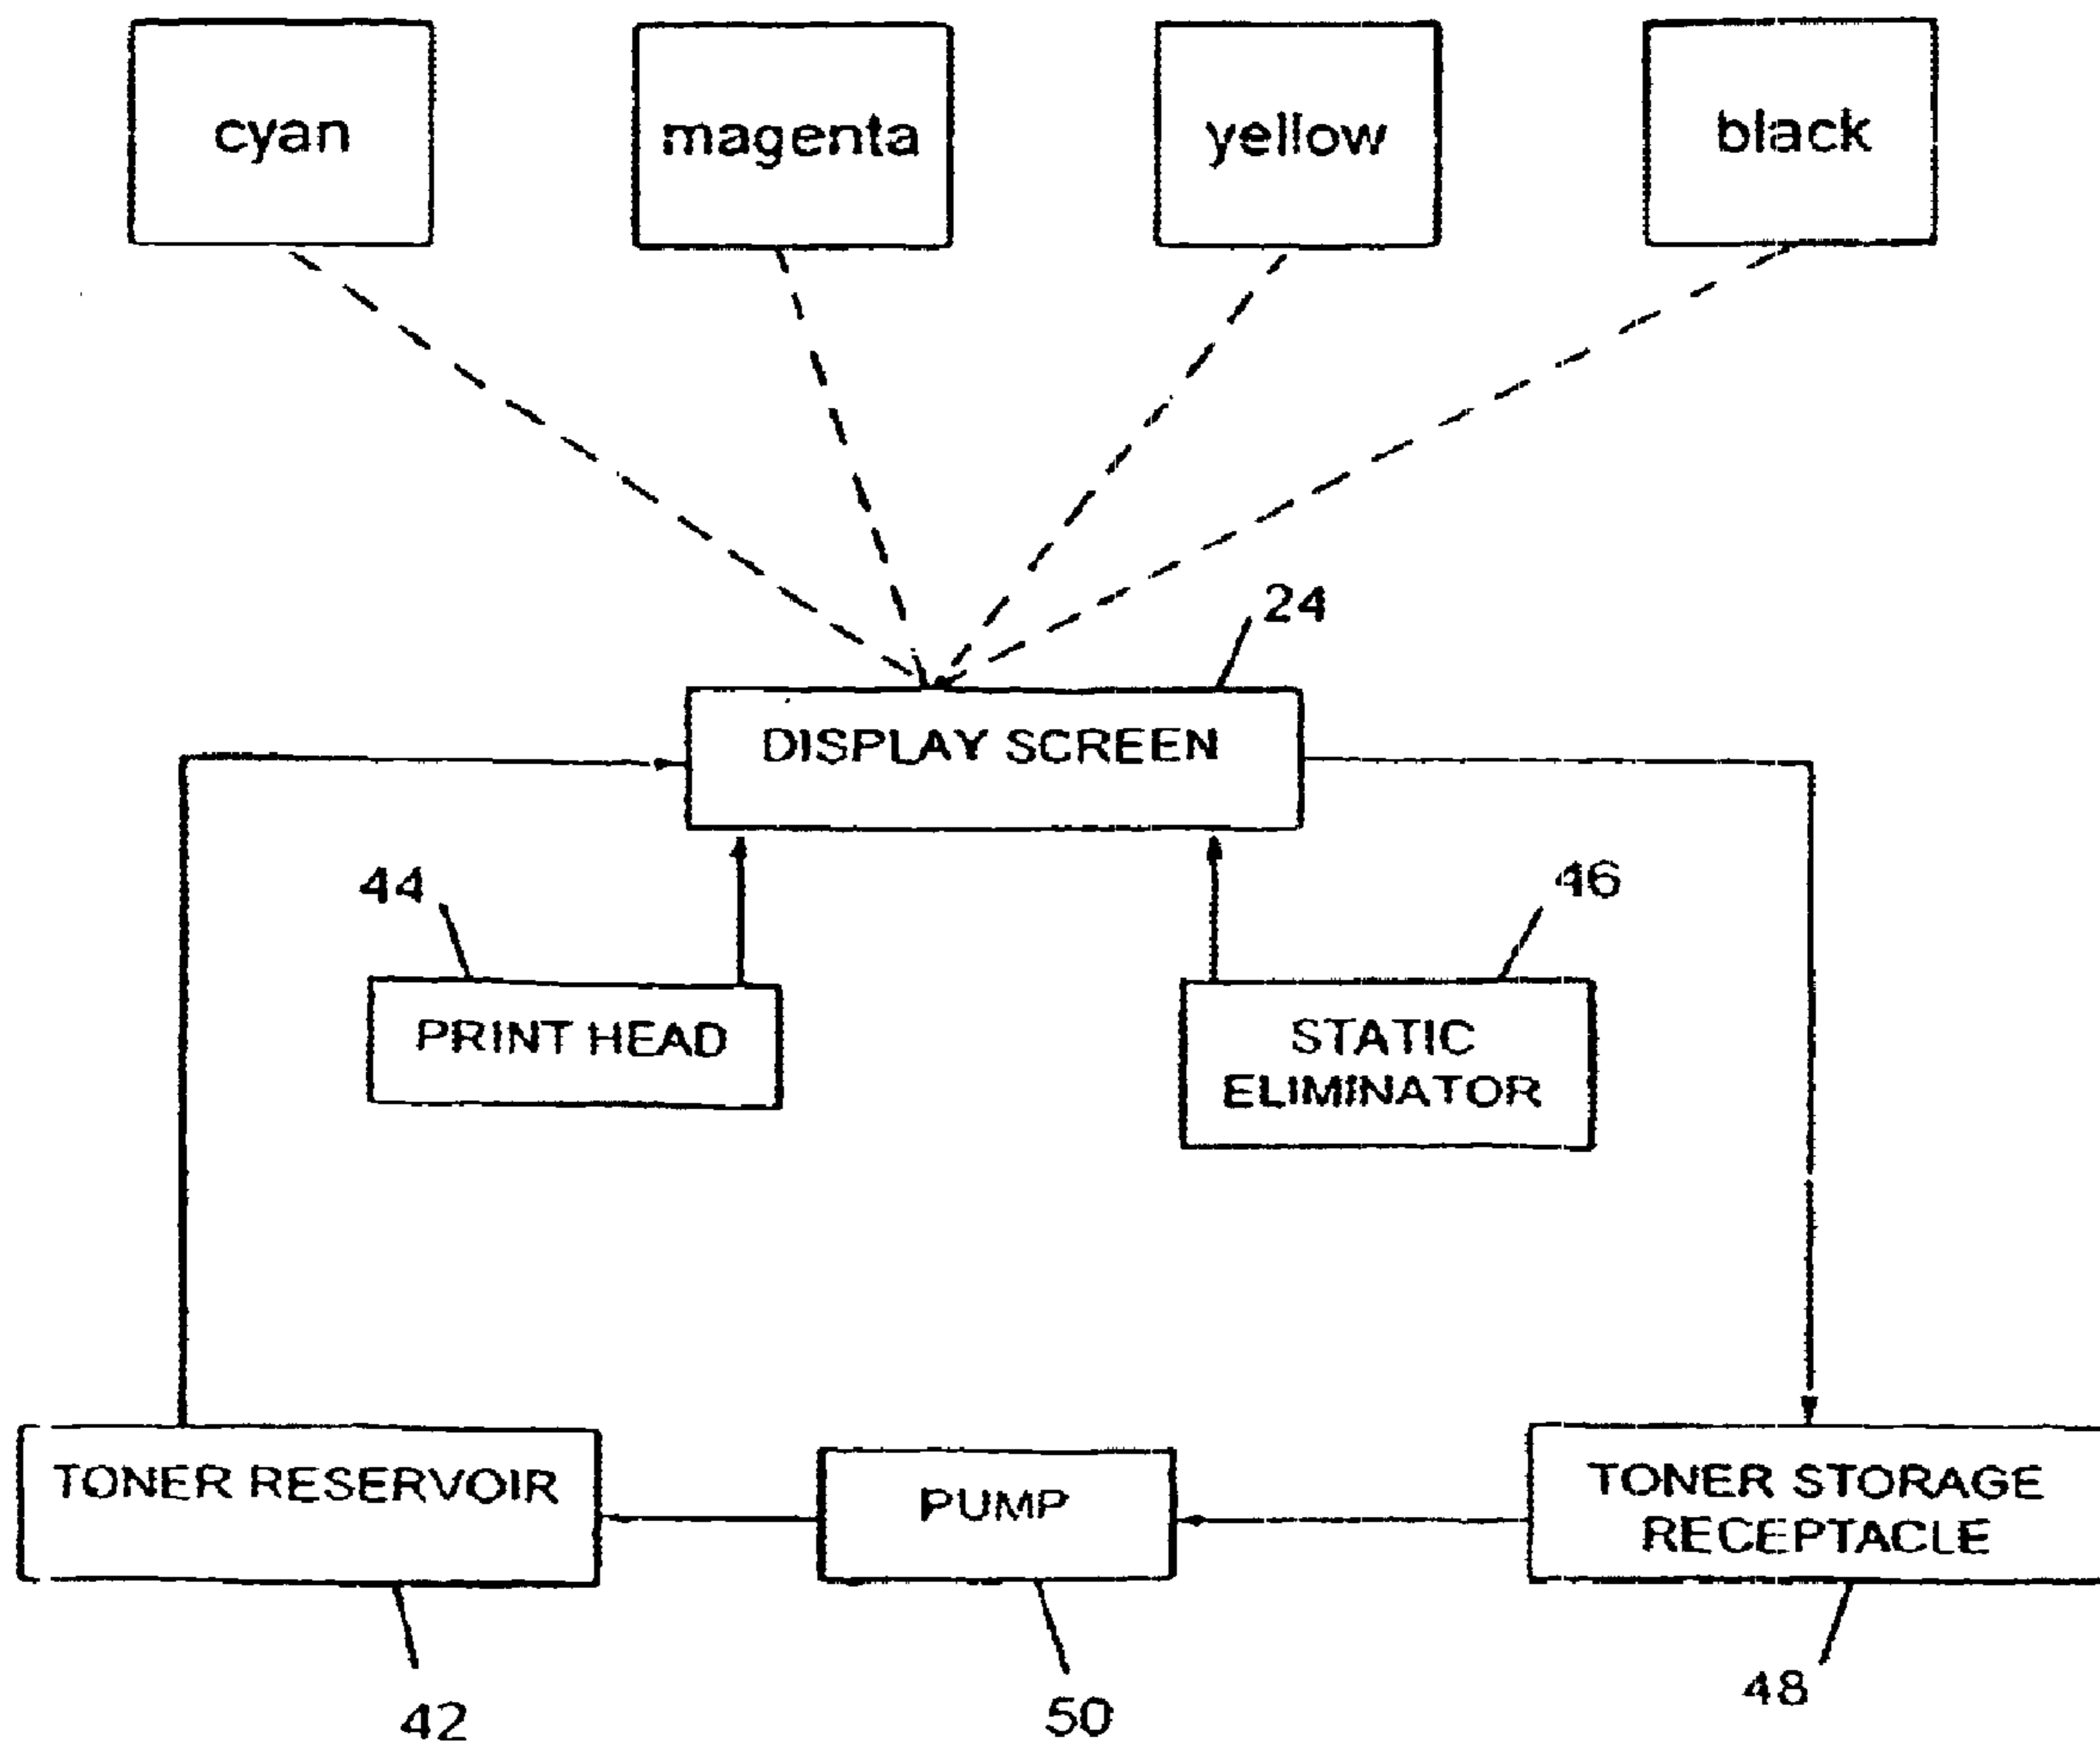 cyan
magenta
yellow
black
24
DISPLAY SCREEN
44
46
PRINT HEAD
STATIC
ELIMINATOR
TONER RESERVOIR
PUMP
TONER STORAGE
RECEPTACLE
42
50
48